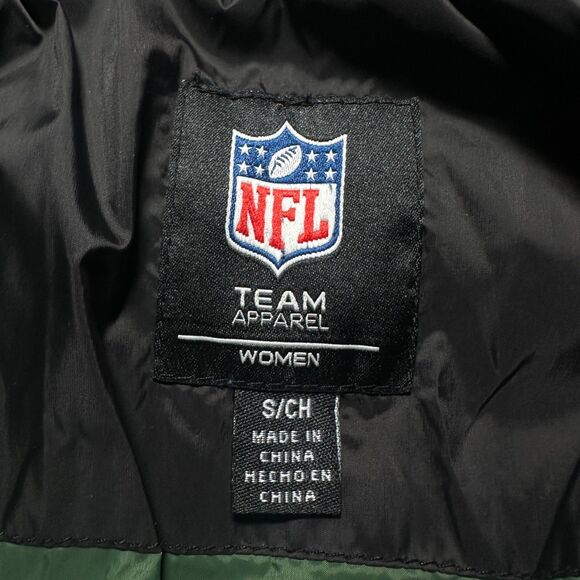 NFL
TEAM
APPAREL
WOMEN
S/CH
MADE IN
CHINA
HECHO EN
CHINA